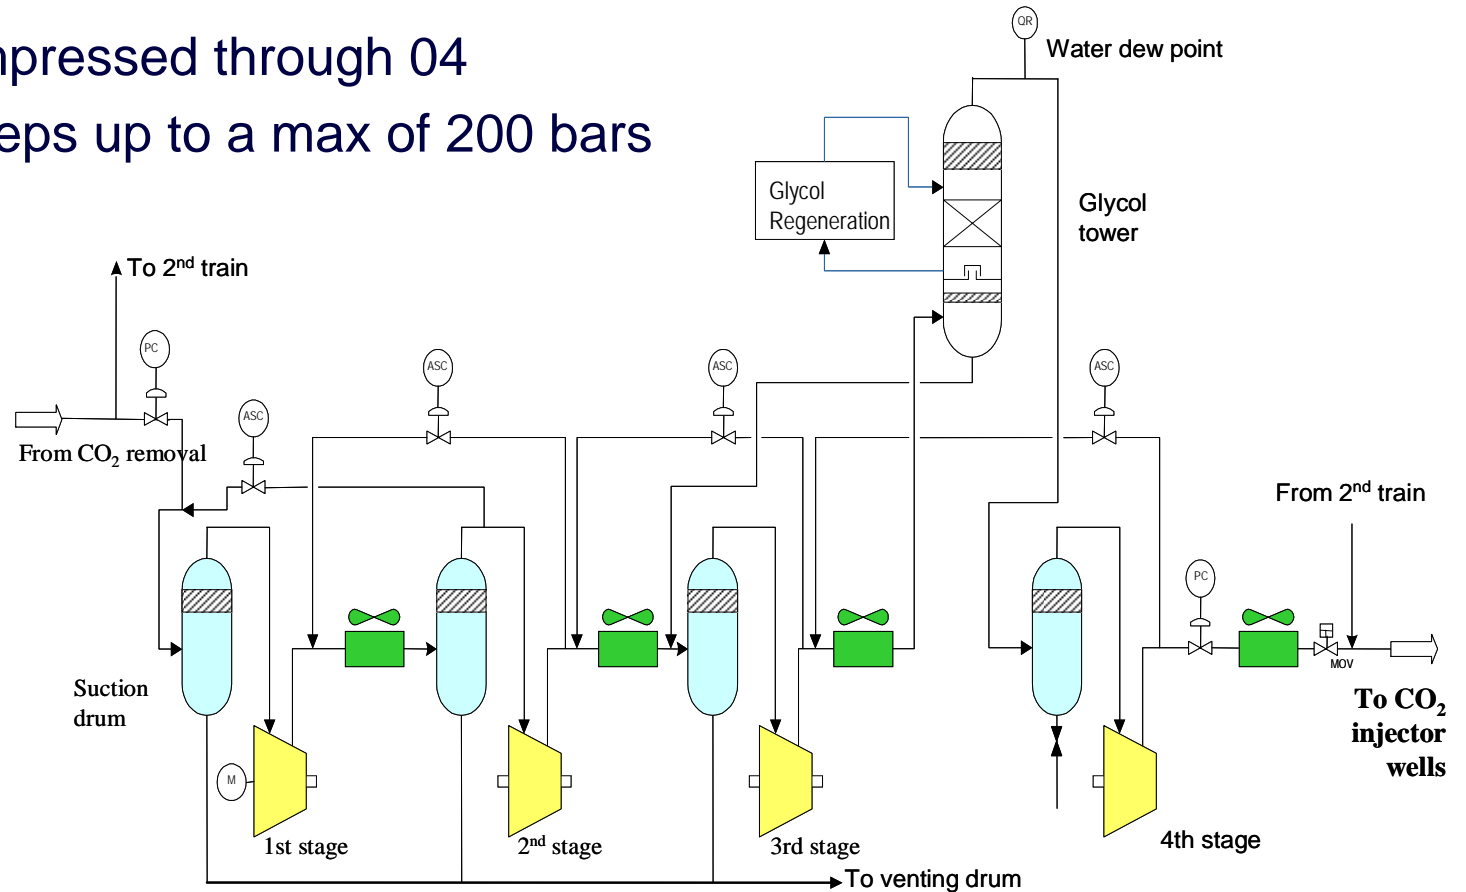 mpressed through 04
eps up to a max of 200 bars
QR
Water dew point
Glycol
Regeneration
Glycol
tower
To 2nd train
PC
ASC
ASC
ASC
ASC
From CO2 removal
From 2nd train
PC
MOV
Suction
drum
To CO2
injector
wells
M
1st stage
2nd stage
3rd stage
4th stage
To venting drum